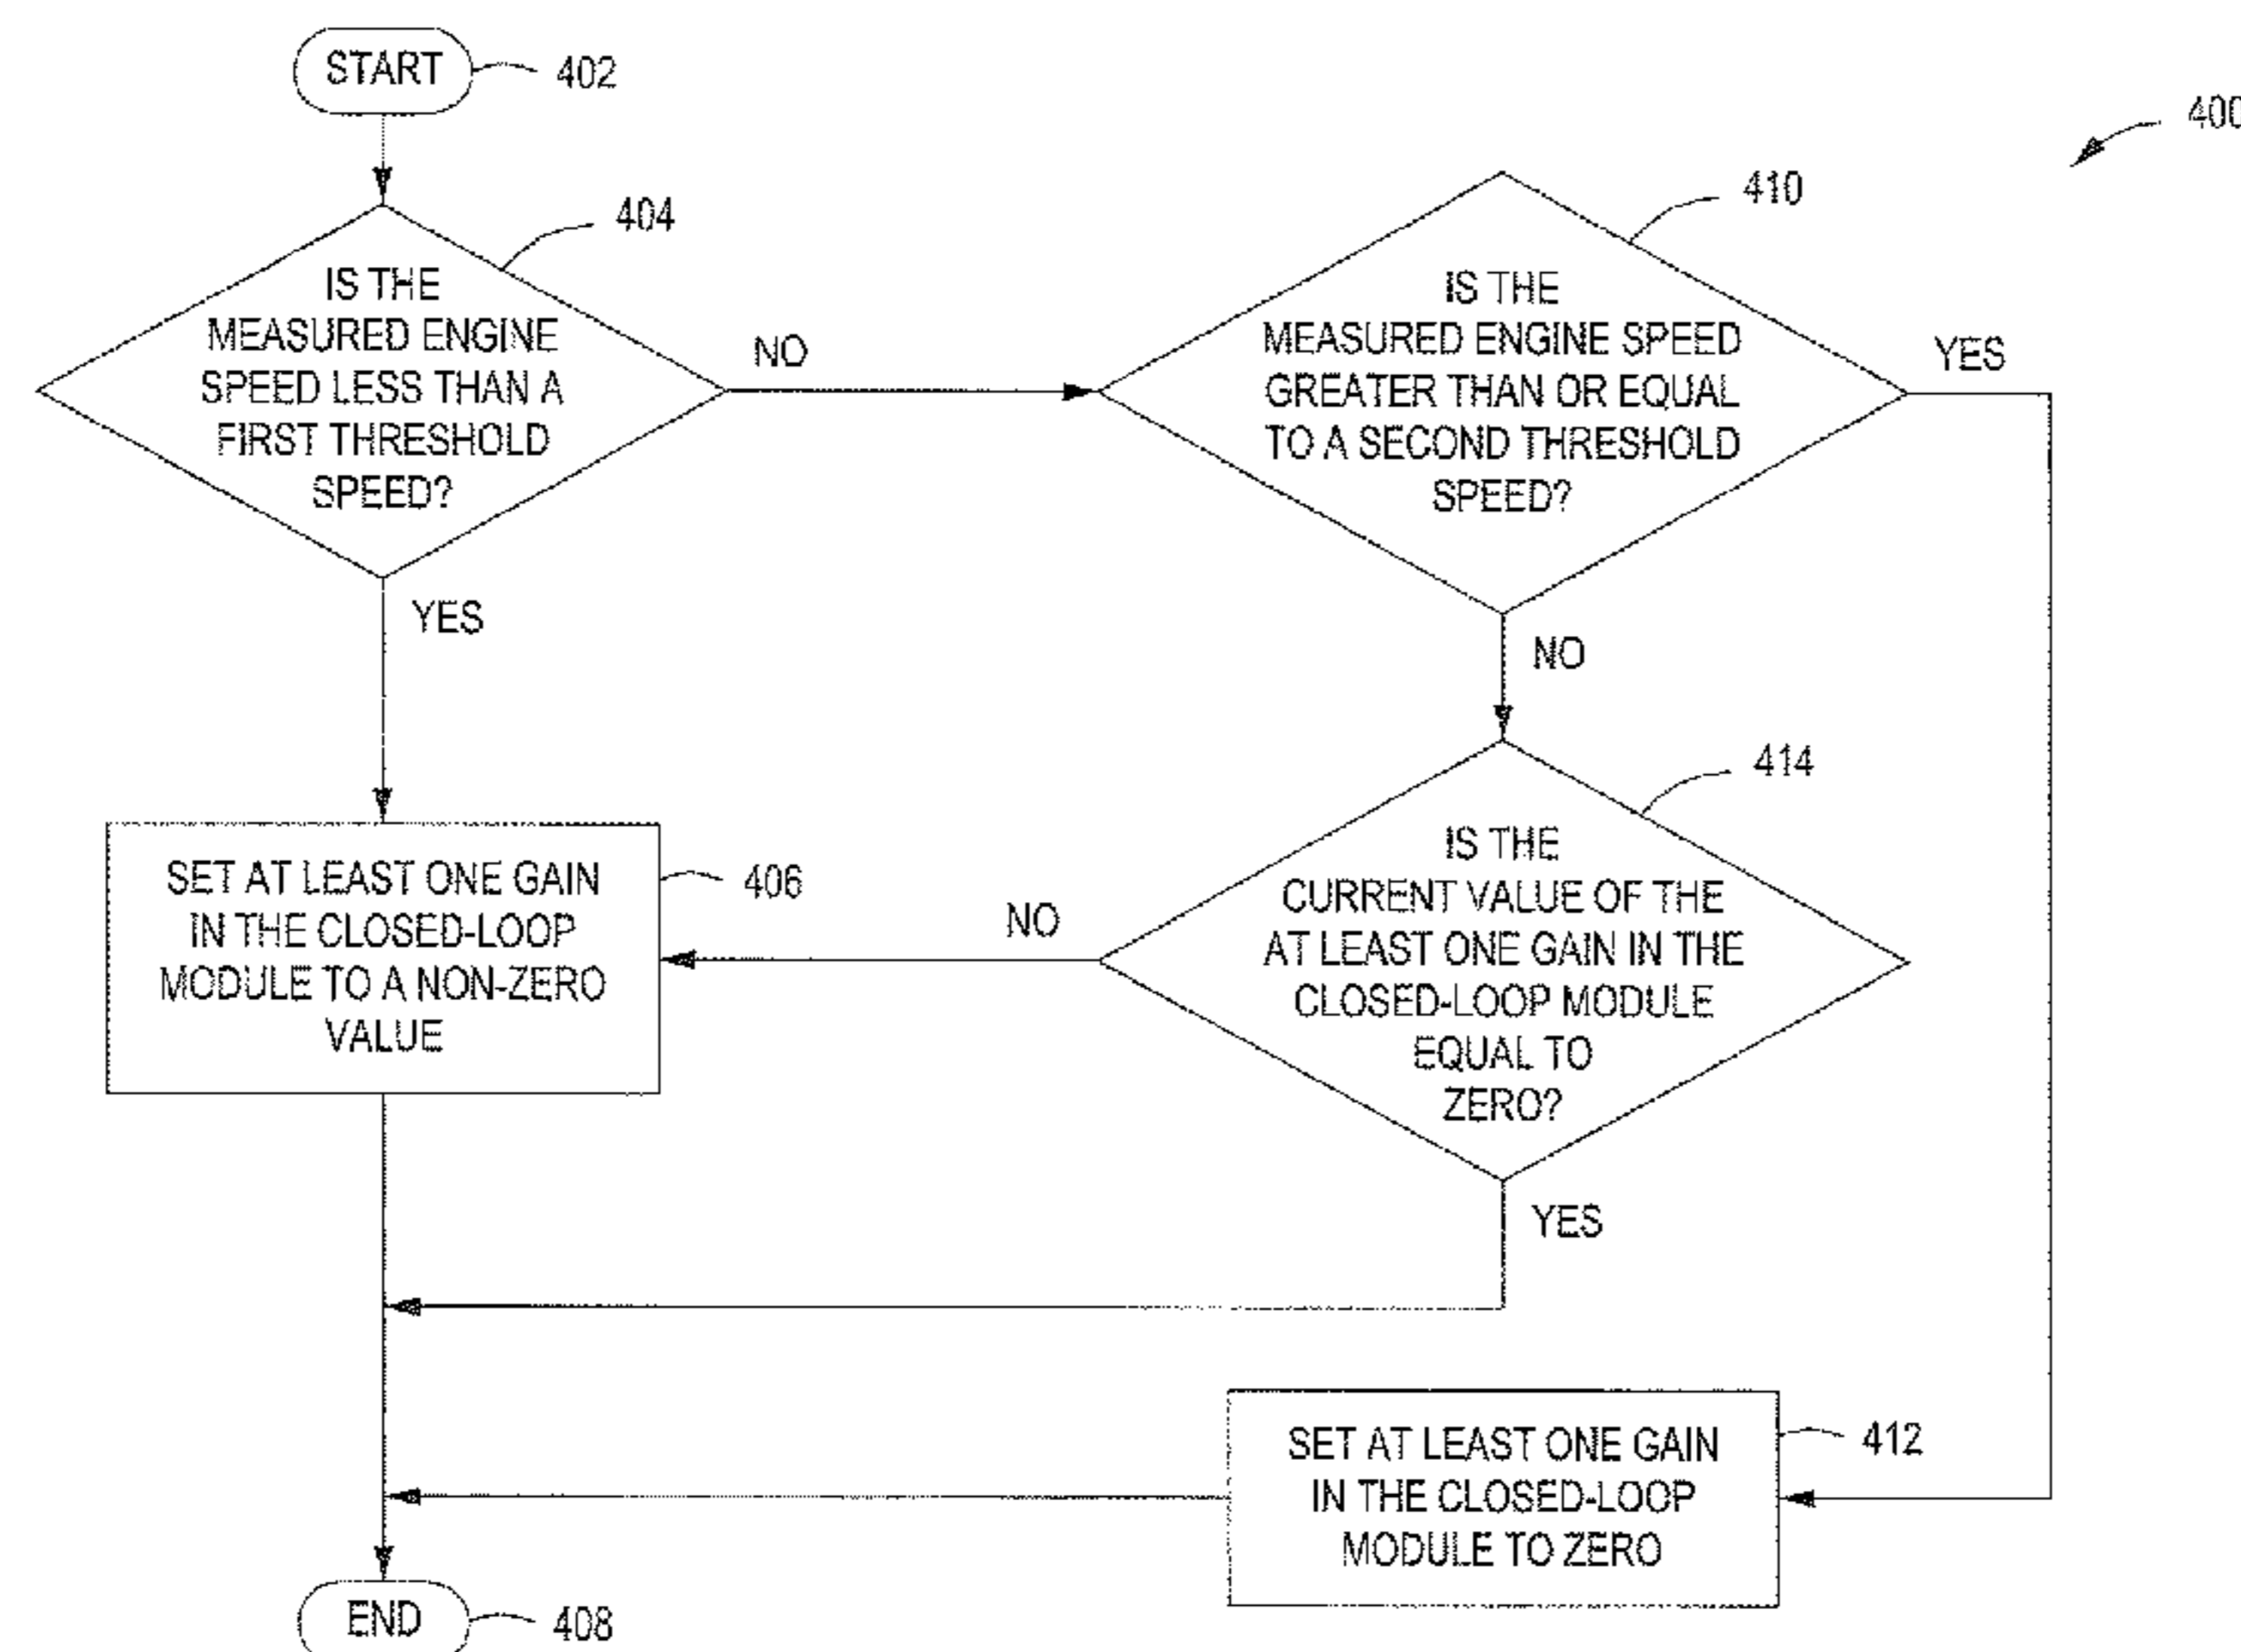 START
402
400
404
IS THE
MEASURED ENGINE
SPEED LESS THAN A
FIRST THRESHOLD
SPEED?
NO
410
IS THE
MEASURED ENGINE SPEED
GREATER THAN OR EQUAL
TO A SECOND THRESHOLD
SPEED?
YES
YES
NO
414
IS THE
CURRENT VALUE OF THE
AT LEAST ONE GAIN IN THE
CLOSED-LOOP MODULE
EQUAL TO
ZERO?
NO
SET AT LEAST ONE GAIN
IN THE CLOSED-LOOP
MODULE TO A NON-ZERO
VALUE
406
YES
SET AT LEAST ONE GAIN
IN THE CLOSED-LOOP
MODULE TO ZERO
412
END
408